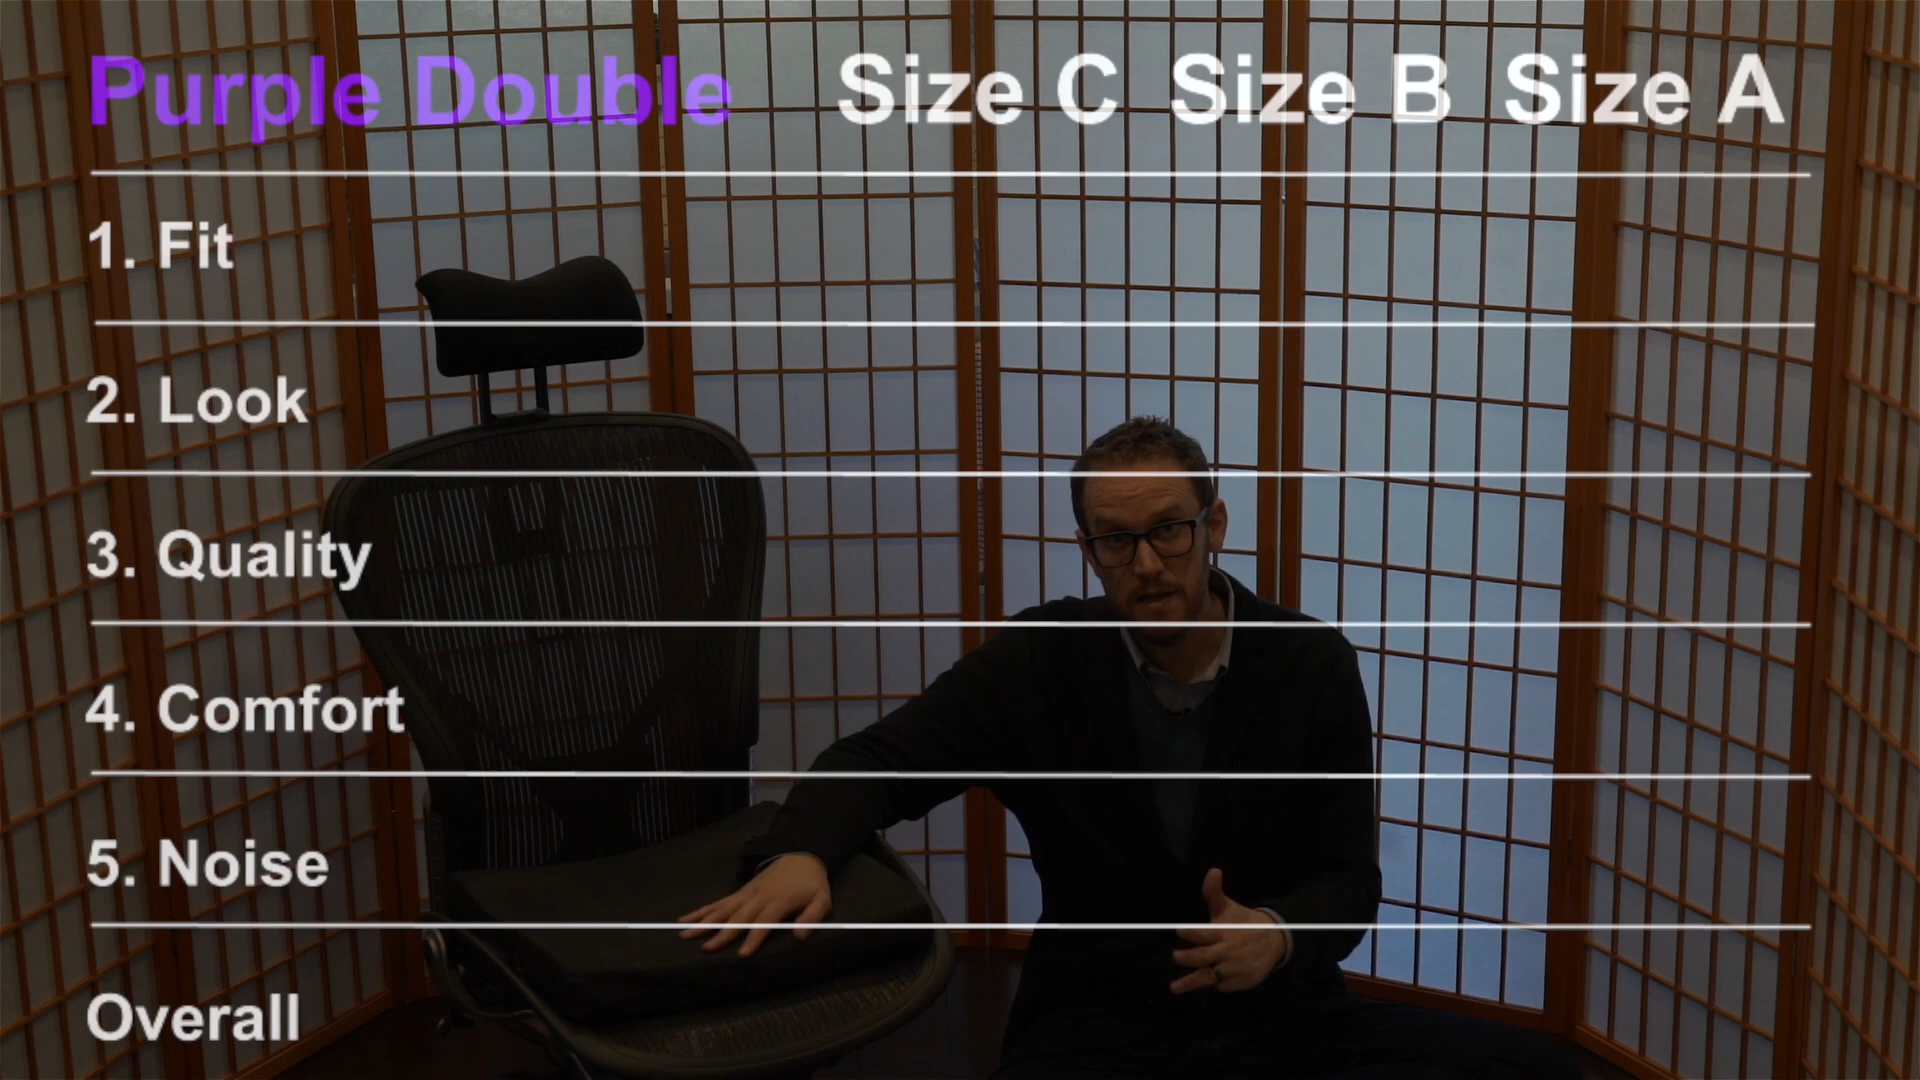 Purple Double Size C Size B Size A
1. Fit
2. Look
3. Quality
4. Comfort
5. Noise
Overall